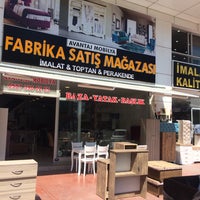 AVANTAJ MOBİLYA
FABRİKA SATIŞ MAĞAZASI
İMALAT & TOPTAN & PERAKENDE
İMAL
KALİT
BAZA - YATAK - BAŞLIK